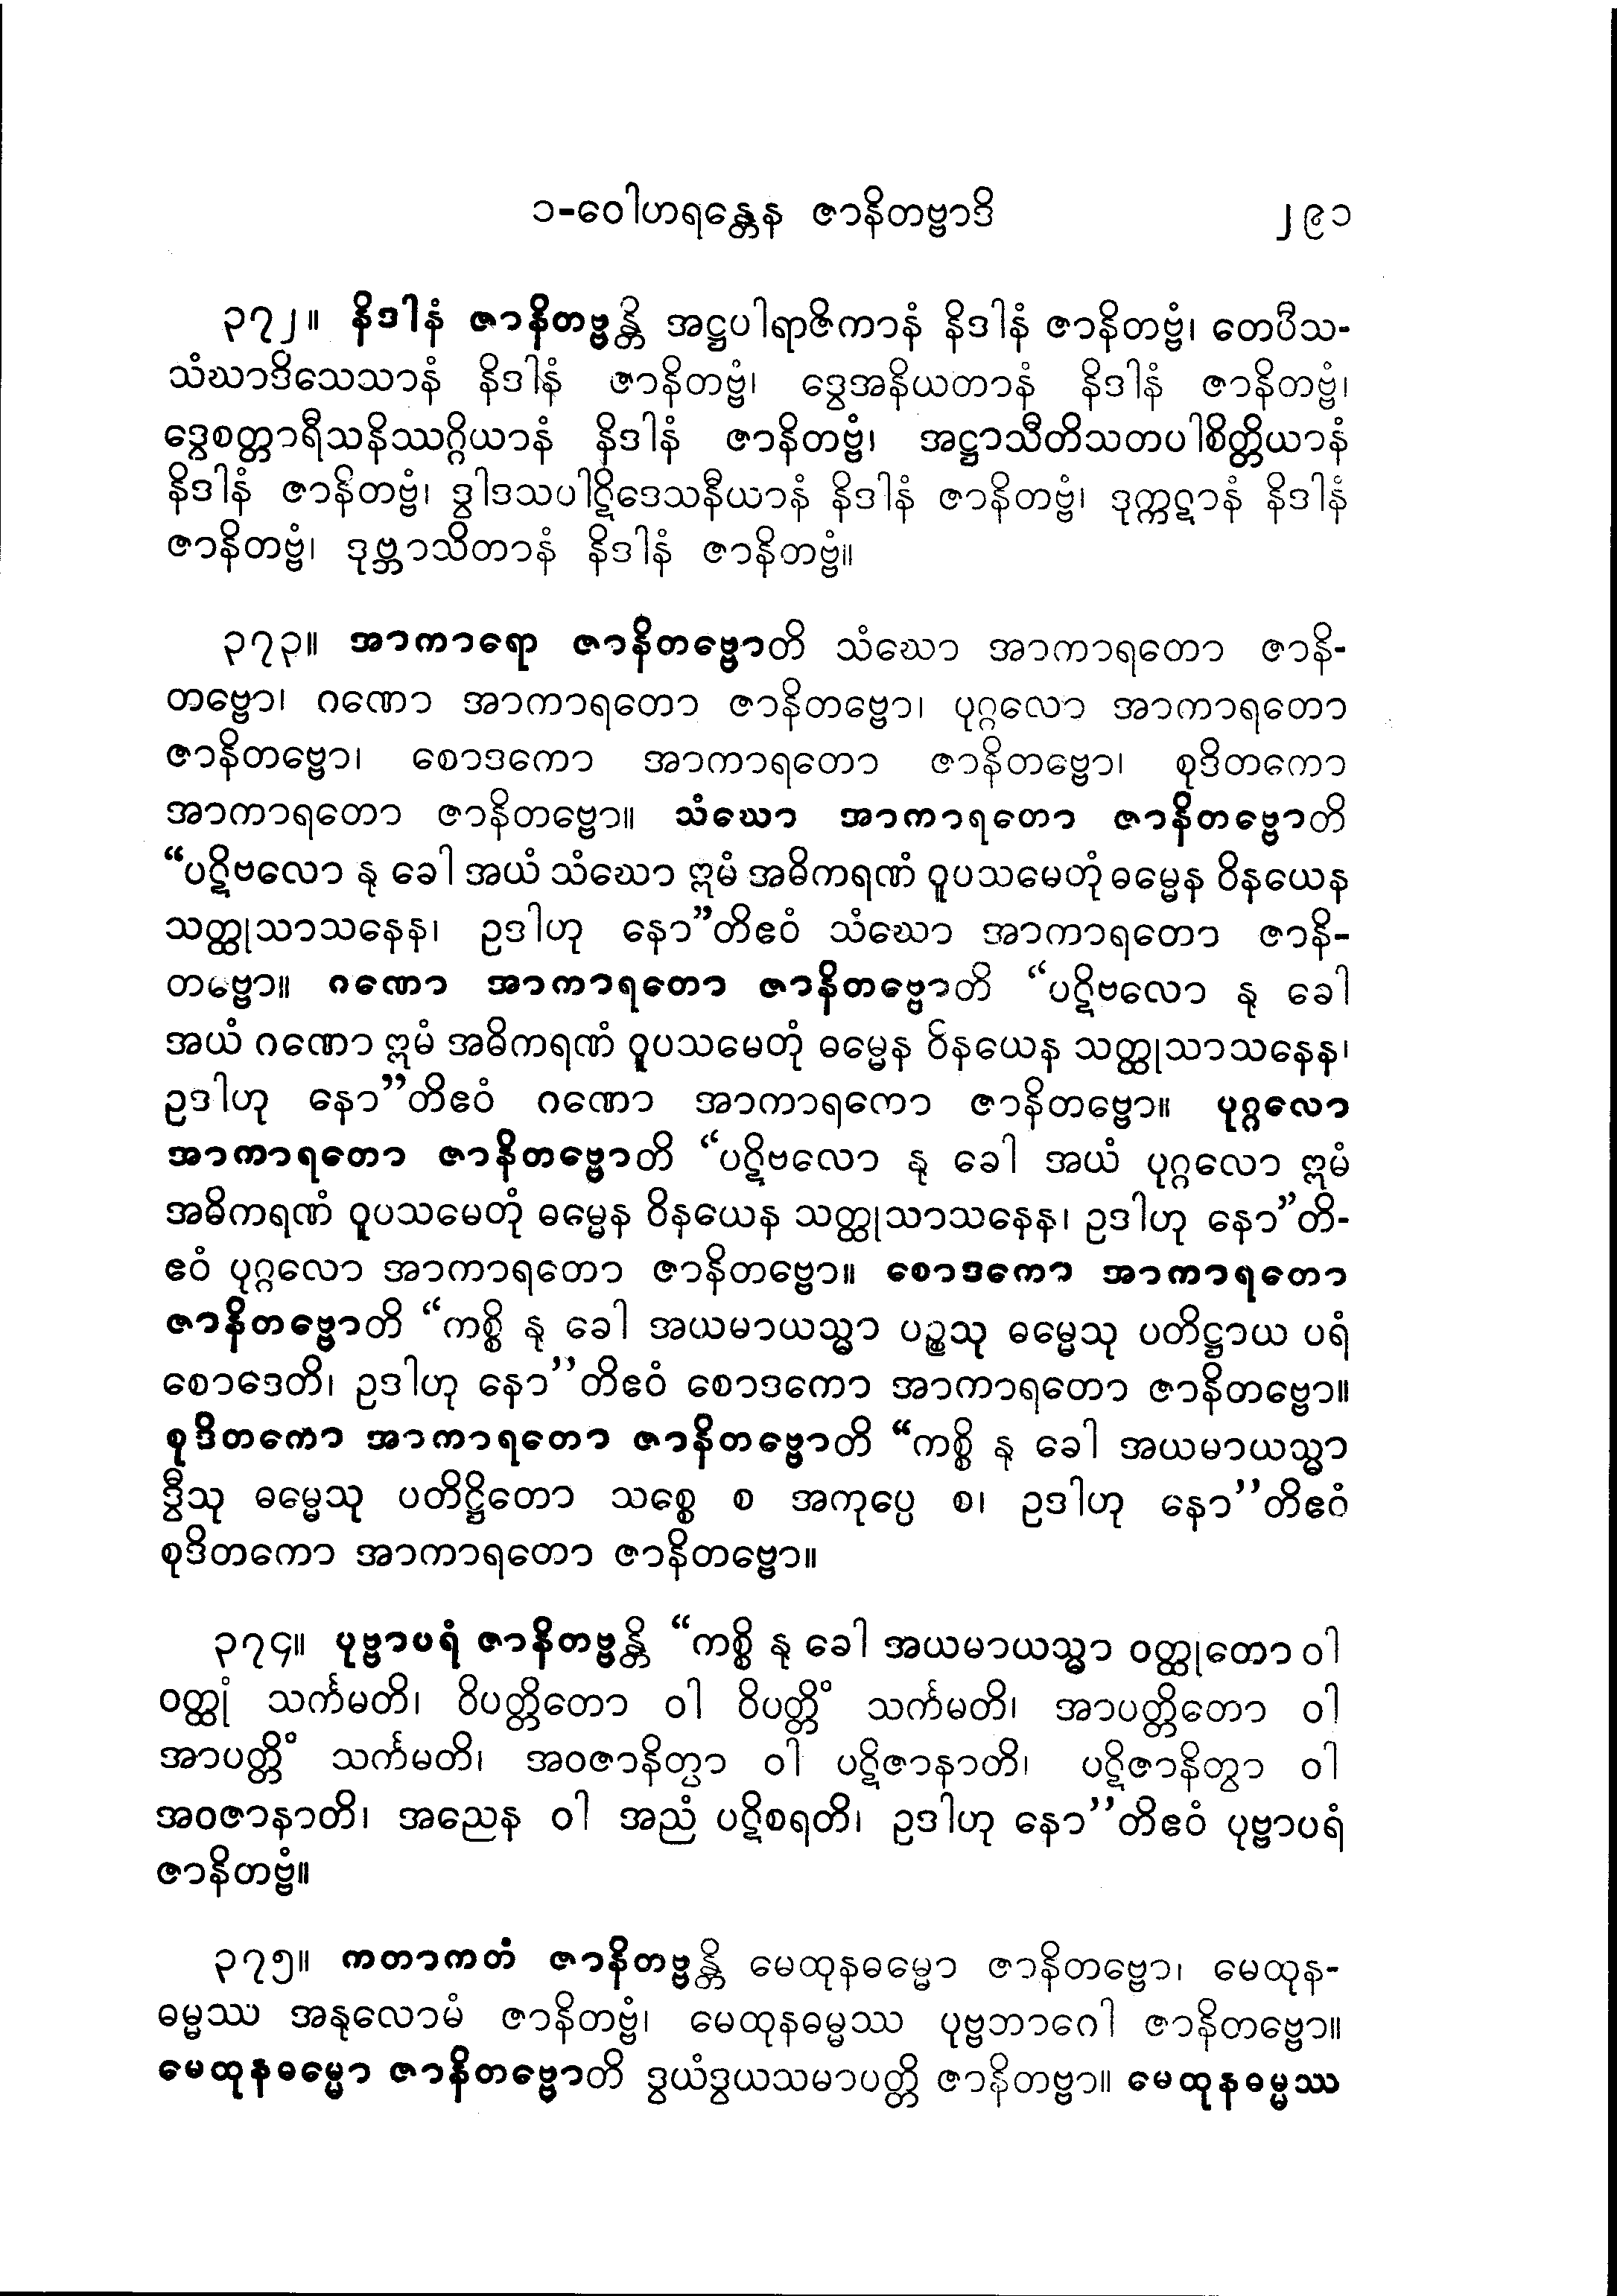 ၁-ဝေါဟရန္တေန ဇာနိတဗ္ဗာဒိ ၂၉၁
၃၇၂။ နိဒါနံ ဇာနိတဗ္ဗန္တိ အဋ္ဌပါရာဇိကာနံ နိဒါနံ ဇာနိတဗ္ဗံ၊ တေဝီသ-
သံဃာဒိသေသာနံ နိဒါနံ ဇာနိတဗ္ဗံ၊ ဒွေအနိယတာနံ နိဒါနံ ဇာနိတဗ္ဗံ၊
ဒွေစတ္တာရီသနိဿဂ္ဂိယာနံ နိဒါနံ ဇာနိတဗ္ဗံ၊ အဋ္ဌာသီတိသတပါစိတ္တိယာနံ
နိဒါနံ ဇာနိတဗ္ဗံ၊ ဒွါဒသပါဋိဒေသနီယာနံ နိဒါနံ ဇာနိတဗ္ဗံ၊ ဒုက္ကဋာနံ နိဒါနံ
ဇာနိတဗ္ဗံ၊ ဒုဗ္ဘာသိတာနံ နိဒါနံ ဇာနိတဗ္ဗံ။
၃၇၃။ အာကာရော ဇာနိတဗ္ဗောတိ သံဃော အာကာရတော ဇာနိ-
တဗ္ဗော၊ ဂဏော အာကာရတော ဇာနိတဗ္ဗော၊ ပုဂ္ဂလော အာကာရတော
ဇာနိတဗ္ဗော၊ စောဒကော အာကာရတော ဇာနိတဗ္ဗော၊ စုဒိတကော
အာကာရတော ဇာနိတဗ္ဗော။ သံဃော အာကာရတော ဇာနိတဗ္ဗောတိ
“ပဋိဗလော နု ခေါ အယံ သံဃော ဣမံ အဓိကရဏံ ဝူပသမေတုံ ဓမ္မေန ဝိနယေန
သတ္ထုသာသနေန၊ ဥဒါဟု နော”တိဧဝံ သံဃော အာကာရတော ဇာနိ-
တဗ္ဗော။ ဂဏော အာကာရတော ဇာနိတဗ္ဗောတိ “ပဋိဗလော နု ခေါ
အယံ ဂဏော ဣမံ အဓိကရဏံ ဝူပသမေတုံ ဓမ္မေန ဝိနယေန သတ္ထုသာသနေန၊
ဥဒါဟု နော”တိဧဝံ ဂဏော အာကာရကော ဇာနိတဗ္ဗော။ ပုဂ္ဂလော
အာကာရတော ဇာနိတဗ္ဗောတိ “ပဋိဗလော နု ခေါ အယံ ပုဂ္ဂလော ဣမံ
အဓိကရဏံ ဝူပသမေတုံ ဓမ္မေန ဝိနယေန သတ္ထုသာသနေန၊ ဥဒါဟု နော”တိ-
ဧဝံ ပုဂ္ဂလော အာကာရတော ဇာနိတဗ္ဗော။ စောဒကော အာကာရတော
ဇာနိတဗ္ဗောတိ “ကစ္စိ နု ခေါ အယမာယသ္မာ ပဉ္စသု ဓမ္မေသု ပတိဋ္ဌာယ ပရံ
စောဒေတိ၊ ဥဒါဟု နော’’တိဧဝံ စောဒကော အာကာရတော ဇာနိတဗ္ဗော။
စုဒိတကော အာကာရတော ဇာနိတဗ္ဗောတိ “ကစ္စိ နု ခေါ အယမာယသ္မာ
ဒွီသု ဓမ္မေသု ပတိဋ္ဌိတော သစ္စေ စ အကုပ္ပေ စ၊ ဥဒါဟု နော’’တိဧဝံ
စုဒိတကော အာကာရတော ဇာနိတဗ္ဗော။
၃၇၄။ ပုဗ္ဗာပရံ ဇာနိတဗ္ဗန္တိ “ကစ္စိ နု ခေါ အယမာယသ္မာ ဝတ္ထုတော ဝါ
ဝတ္ထုံ သင်္ကမတိ၊ ဝိပတ္တိတော ဝါ ဝိပတ္တိံ သင်္ကမတိ၊ အာပတ္တိတော ဝါ
အာပတ္တိံ သင်္ကမတိ၊ အဝဇာနိတွာ ဝါ ပဋိဇာနာတိ၊ ပဋိဇာနိတွာ ဝါ
အဝဇာနာတိ၊ အညေန ဝါ အညံ ပဋိစရတိ၊ ဥဒါဟု နော’’တိဧဝံ ပုဗ္ဗာပရံ
ဇာနိတဗ္ဗံ။
၃၇၅။ ကတာကတံ ဇာနိတဗ္ဗန္တိ မေထုနဓမ္မော ဇာနိတဗ္ဗော၊ မေထုန-
ဓမ္မဿ အနုလောမံ ဇာနိတဗ္ဗံ၊ မေထုနဓမ္မဿ ပုဗ္ဗဘာဂေါ ဇာနိတဗ္ဗော။
မေထုနဓမ္မော ဇာနိတဗ္ဗောတိ ဒွယံဒွယသမာပတ္တိ ဇာနိတဗ္ဗာ။ မေထုနဓမ္မဿ